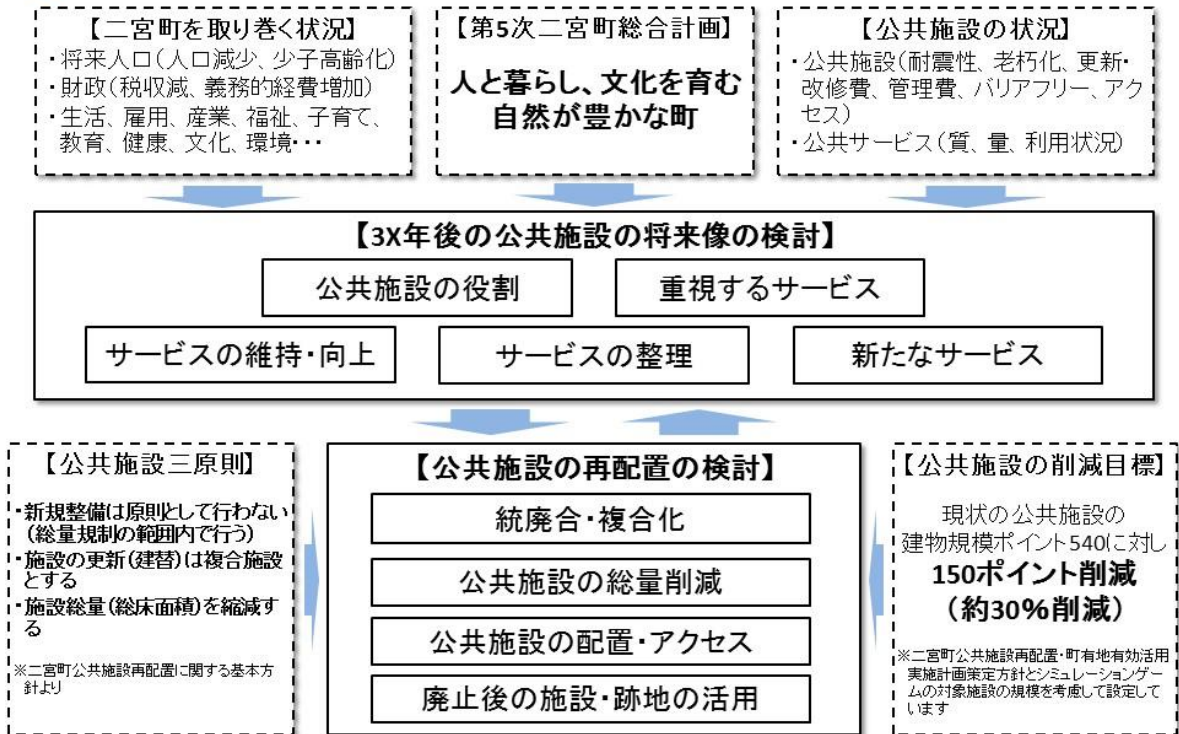 【二宮町を取り巻く状況】
・将来人口(人口減少、少子高齢化)
・財政(税収減、義務的経費増加)
・生活、雇用、産業、福祉、子育て、
教育、健康、文化、環境・・・
【第5次二宮町総合計画】
人と暮らし、文化を育む
自然が豊かな町
【公共施設の状況】
・公共施設(耐震性、老朽化、更新・
改修費、管理費、バリアフリー、アク
セス)
・公共サービス(質、量、利用状況)
【3X年後の公共施設の将来像の検討】
公共施設の役割
重視するサービス
サービスの維持・向上
サービスの整理
新たなサービス
【公共施設三原則】
・新規整備は原則として行わない
(総量規制の範囲内で行う)
・施設の更新(建替)は複合施設
とする
・施設総量(総床面積)を縮減す
る
※二宮町公共施設再配置に関する基本方
針より
【公共施設の再配置の検討】
統廃合・複合化
公共施設の総量削減
公共施設の配置・アクセス
廃止後の施設・跡地の活用
【公共施設の削減目標】
現状の公共施設の
建物規模ポイント540に対し
150ポイント削減
(約30%削減)
※二宮町公共施設再配置・町有地有効活用
実施計画策定方針とシミュレーションゲー
ムの対象施設の規模を考慮して設定して
います